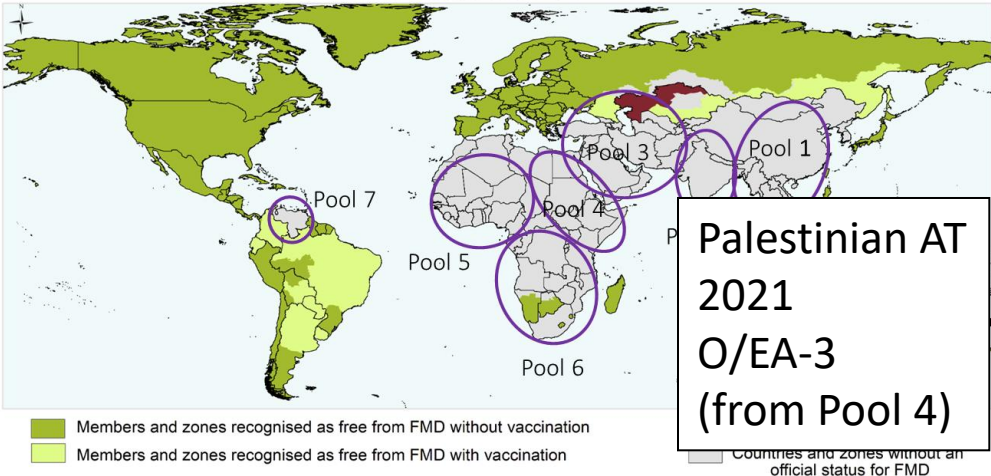 Pool 3
Pool 1
Pool 7
Pool 4
Pool 5
Pool 6
Palestinian AT
2021
O/EA-3
(from Pool 4)
Members and zones recognised as free from FMD without vaccination
Members and zones recognised as free from FMD with vaccination
Countries and zones without an
official status for FMD